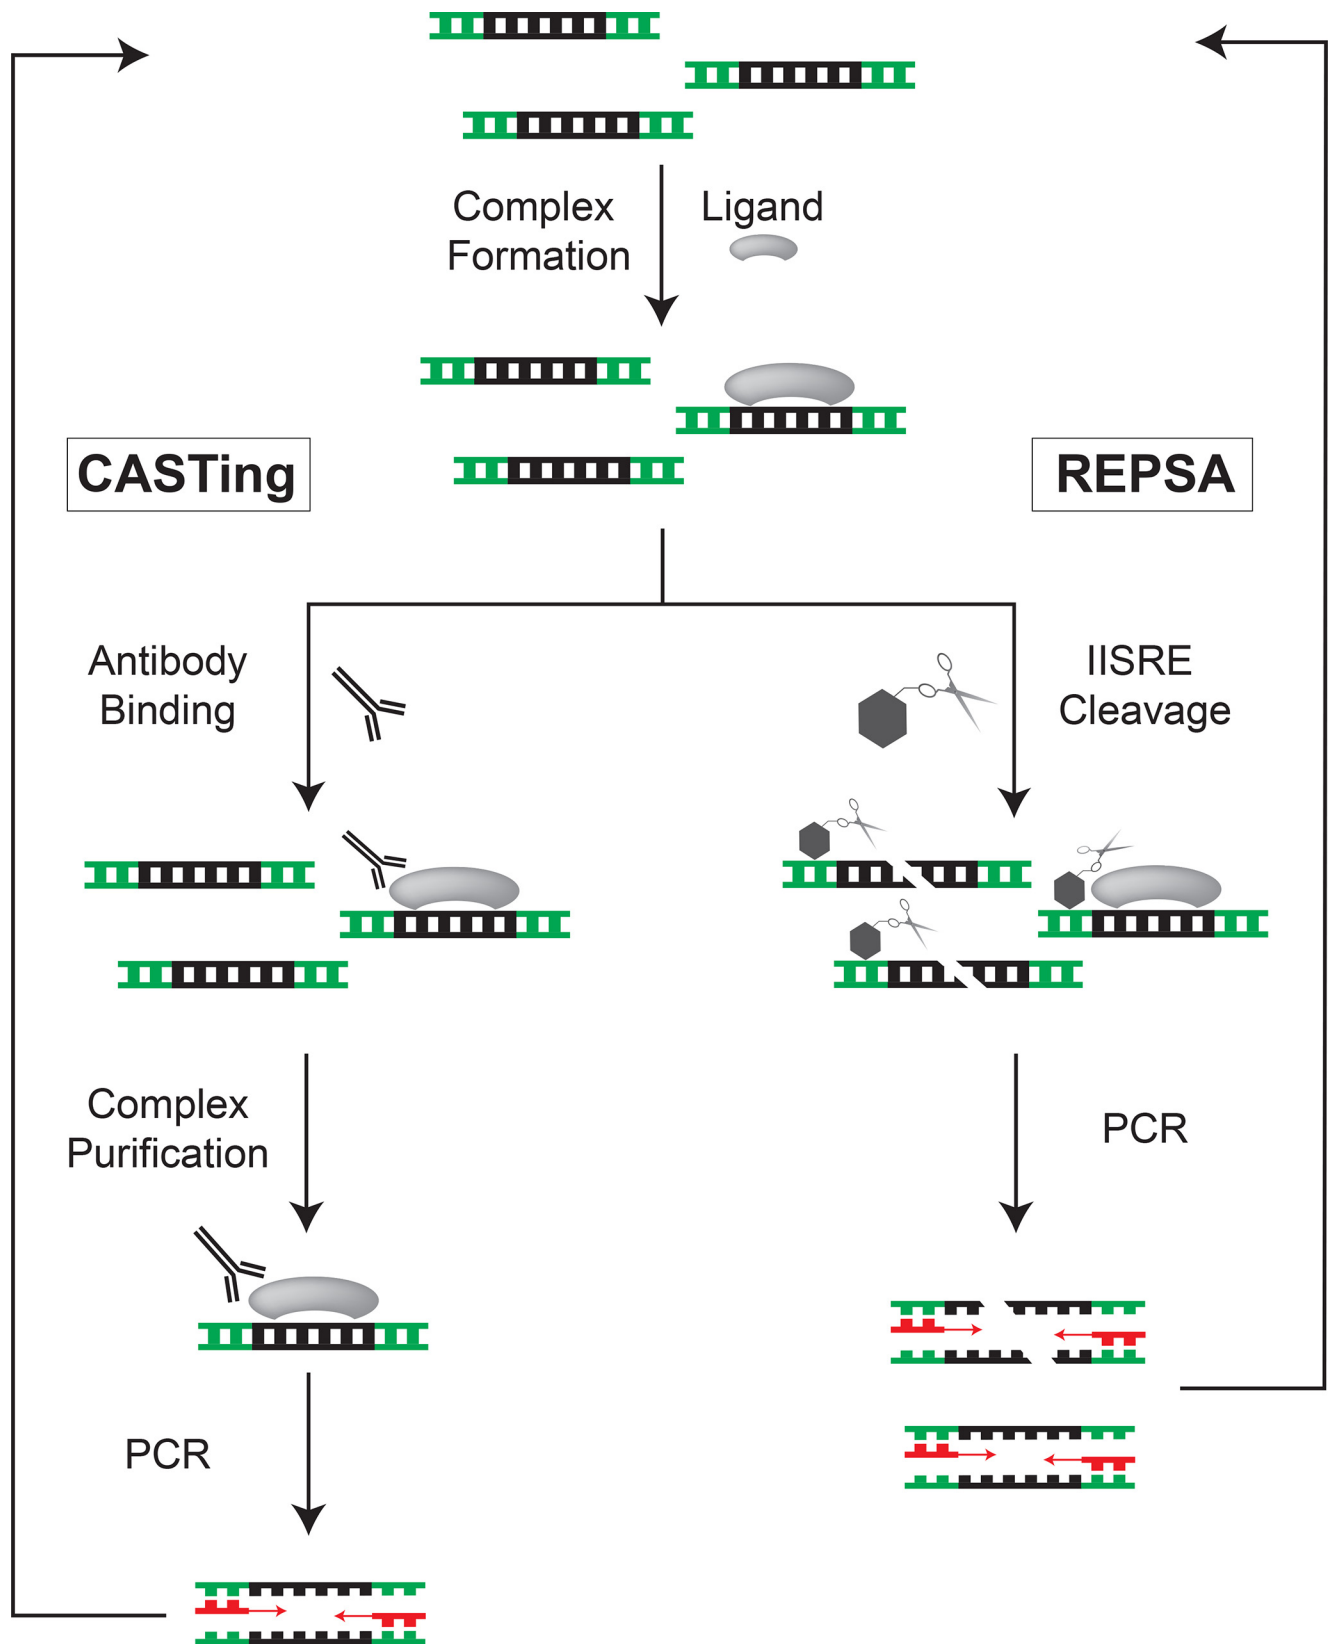 Complex
Formation
Ligand
CASTing
REPSA
Antibody
Binding
IISRE
Cleavage
Complex
Purification
PCR
PCR